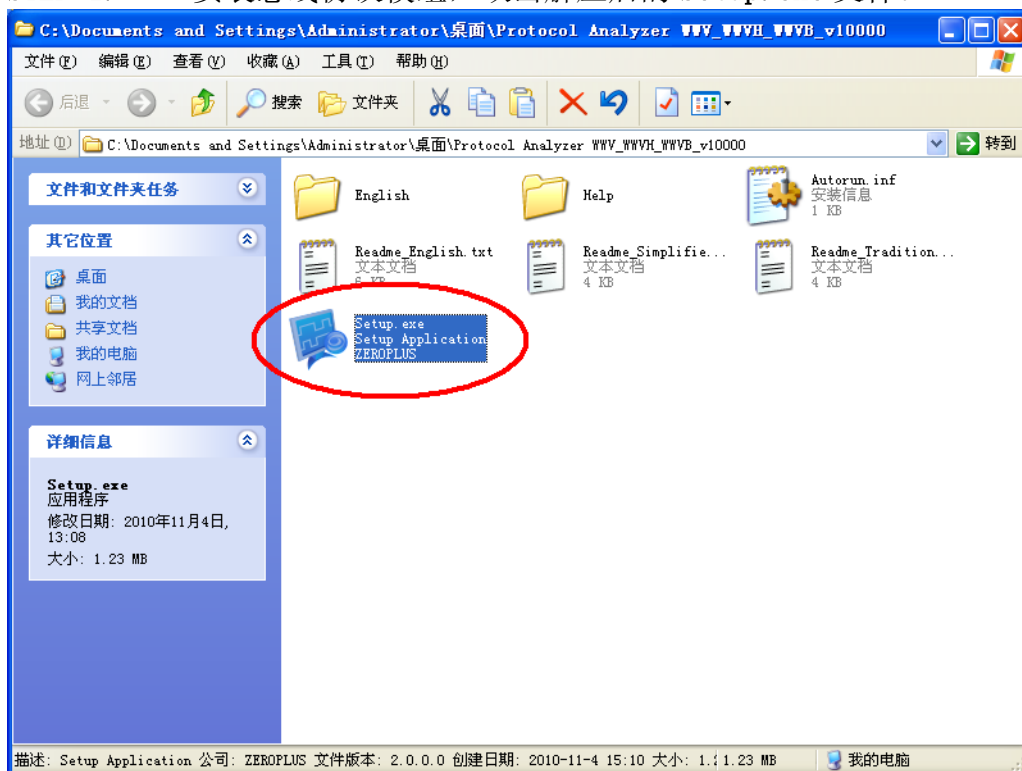 C:\Documents and Settings\Administrator\桌面\Protocol Analyzer WWV_WWVH_WWVB_v10000
文件(F) 编辑(E) 查看(V) 收藏(A) 工具(T) 帮助(H)
后退 搜索 文件夹
地址(D) C:\Documents and Settings\Administrator\桌面\Protocol Analyzer WWV_WWVH_WWVB_v10000 转到
文件和文件夹任务
其它位置
桌面
我的文档
共享文档
我的电脑
网上邻居
详细信息
Setup.exe
应用程序
修改日期: 2010年11月4日,
13:08
大小: 1.23 MB
English
Help
Autorun.inf
安装信息
1 KB
Readme_English.txt
文本文档
6 KB
Readme_Simplifie...
文本文档
4 KB
Readme_Tradition...
文本文档
4 KB
Setup.exe
Setup Application
ZEROPLUS
描述: Setup Application 公司: ZEROPLUS 文件版本: 2.0.0.0 创建日期: 2010-11-4 15:10 大小: 1. 1.23 MB 我的电脑